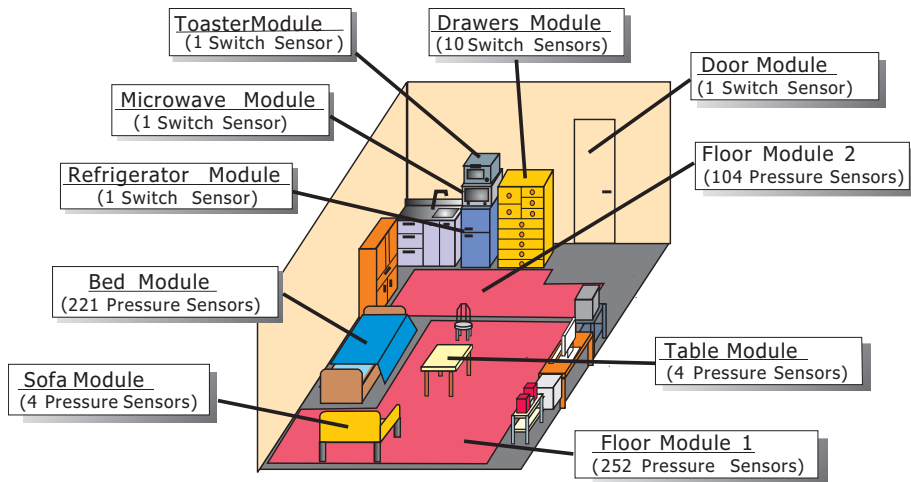 Toaster Module
(1 Switch Sensor)
Drawers Module
(10 Switch Sensors)
Door Module
(1 Switch Sensor)
Microwave Module
(1 Switch Sensor)
Floor Module 2
(104 Pressure Sensors)
Refrigerator Module
(1 Switch Sensor)
Bed Module
(221 Pressure Sensors)
Table Module
(4 Pressure Sensors)
Sofa Module
(4 Pressure Sensors)
Floor Module 1
(252 Pressure Sensors)